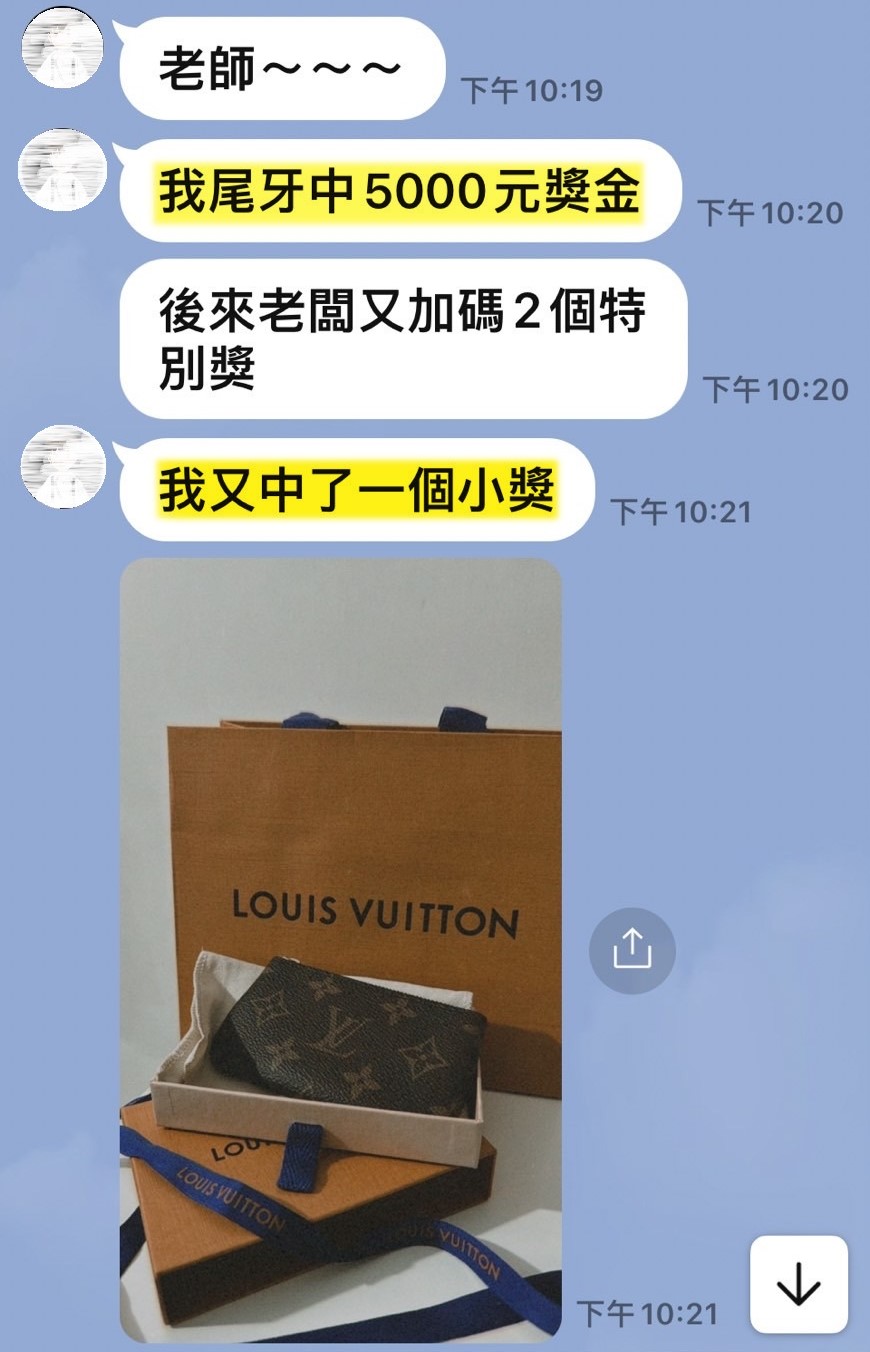 老師～～～
下午10:19
我尾牙中5000元獎金
下午10:20
後來老闆又加碼2個特
別獎
下午10:20
我又中了一個小獎
下午10:21
LOUIS VUITTON
LOU
LOUIS VUITTON
LOUIS VUITTON
下午10:21